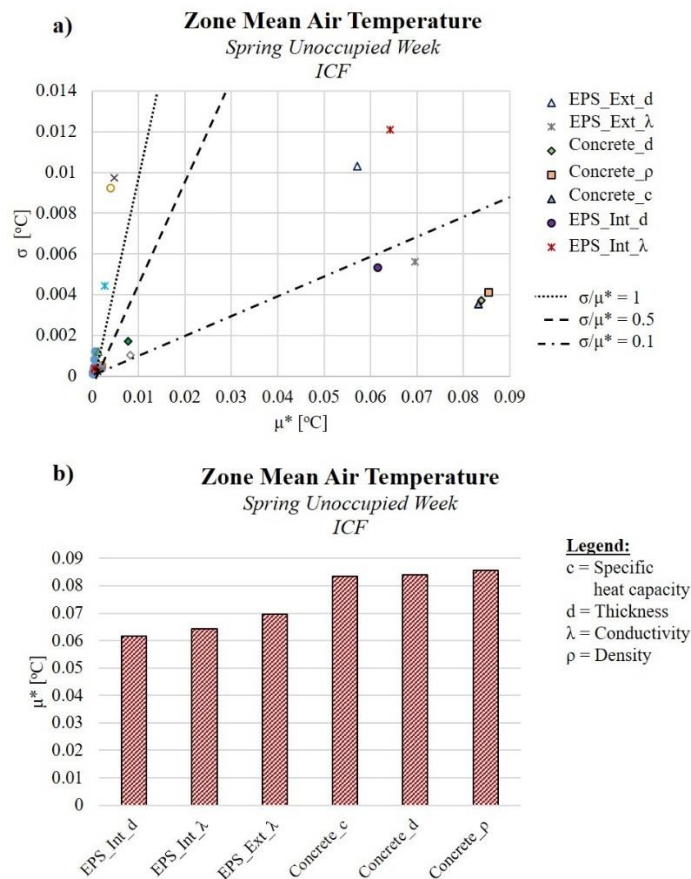 a)
Zone Mean Air Temperature
Spring Unoccupied Week
ICF
σ [°C]
0.014
0.012
0.01
0.008
0.006
0.004
0.002
0
0 0.01 0.02 0.03 0.04 0.05 0.06 0.07 0.08 0.09
μ* [°C]
EPS_Ext_d
EPS_Ext_λ
Concrete_d
Concrete_ρ
Concrete_c
EPS_Int_d
EPS_Int_λ
σ/μ* = 1
σ/μ* = 0.5
σ/μ* = 0.1
b)
Zone Mean Air Temperature
Spring Unoccupied Week
ICF
μ* [°C]
0.09
0.08
0.07
0.06
0.05
0.04
0.03
0.02
0.01
0
EPS_Int_d
EPS_Int_λ
EPS_Ext_λ
Concrete_c
Concrete_d
Concrete_ρ
Legend:
c = Specific
heat capacity
d = Thickness
λ = Conductivity
ρ = Density